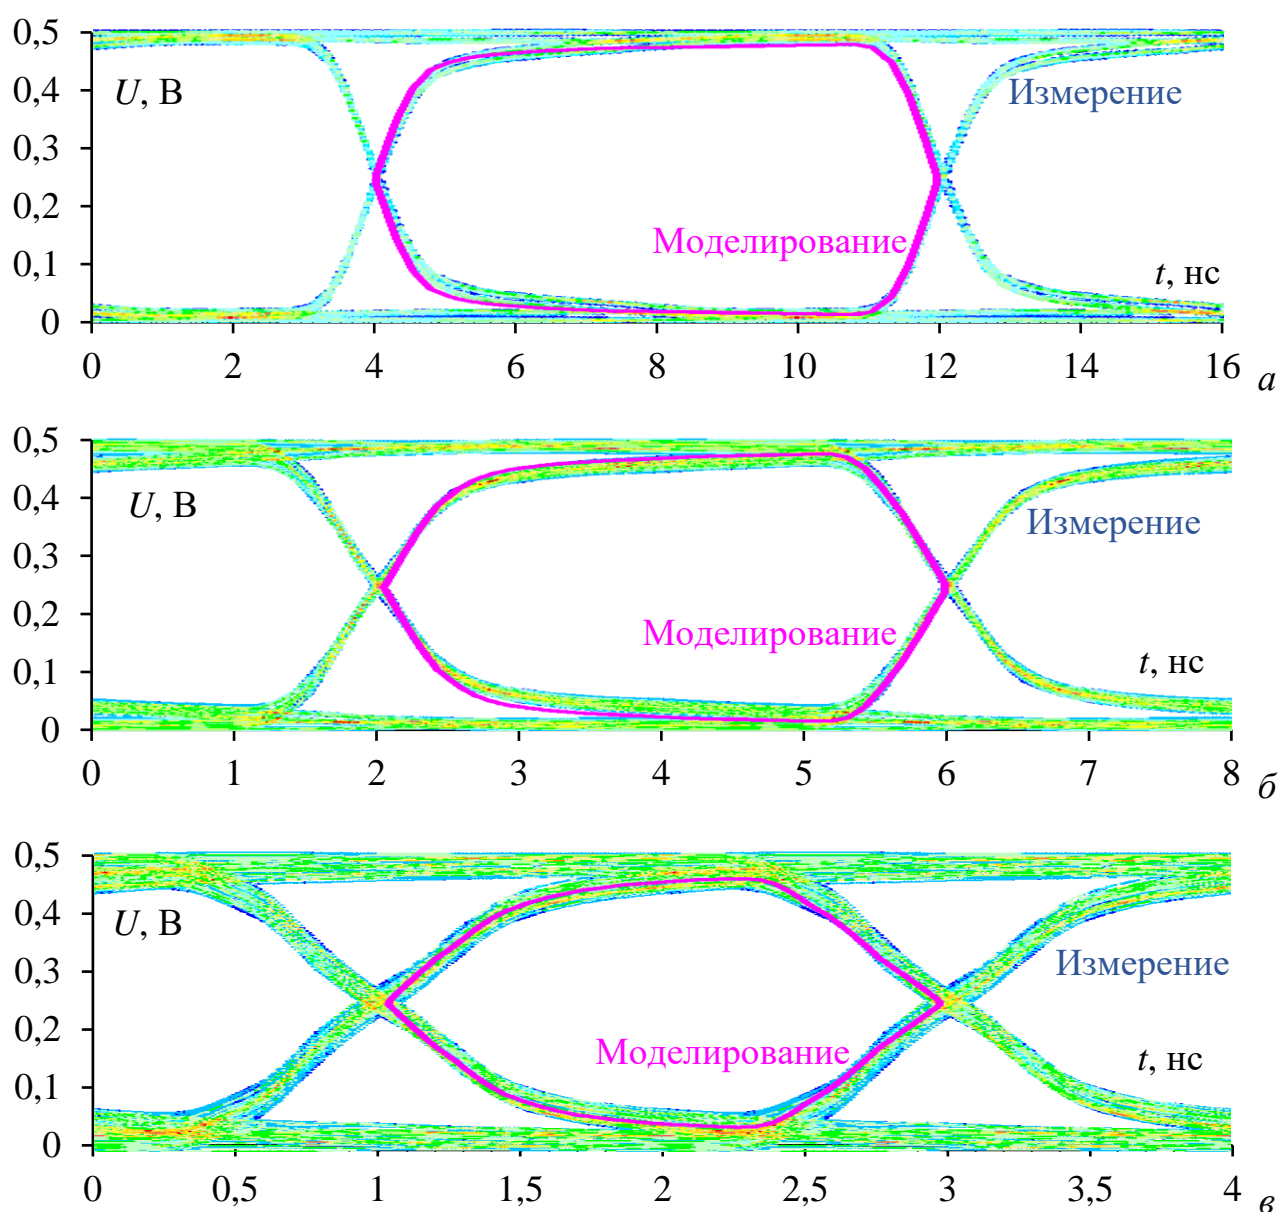 0,5
U, В
0,4
Измерение
0,3
0,2
Моделирование
0,1
t, нс
0
0 2 4 6 8 10 12 14 16 а
0,5
U, В
0,4
Измерение
0,3
0,2
Моделирование
0,1
t, нс
0
0 1 2 3 4 5 6 7 8 б
0,5
U, В
0,4
Измерение
0,3
0,2
Моделирование
0,1
t, нс
0
0 0,5 1 1,5 2 2,5 3 3,5 4 в